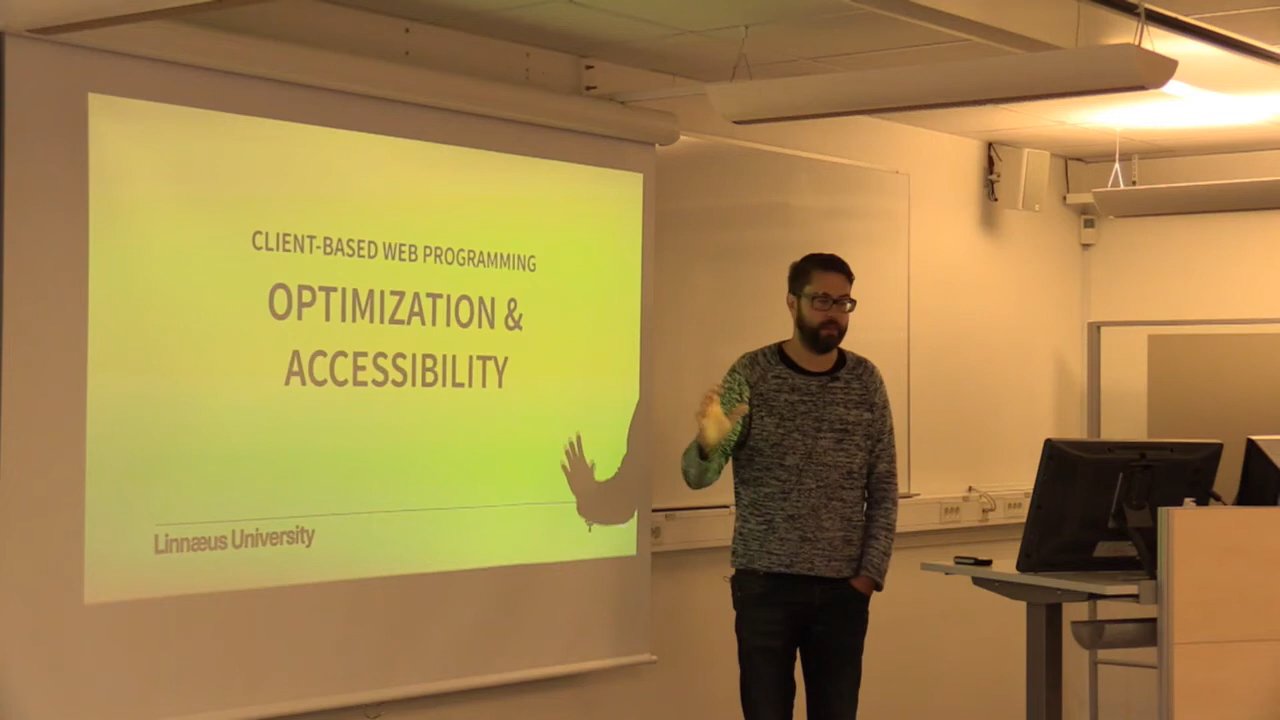 CLIENT-BASED WEB PROGRAMMING
OPTIMIZATION &
ACCESSIBILITY
Linnæus University